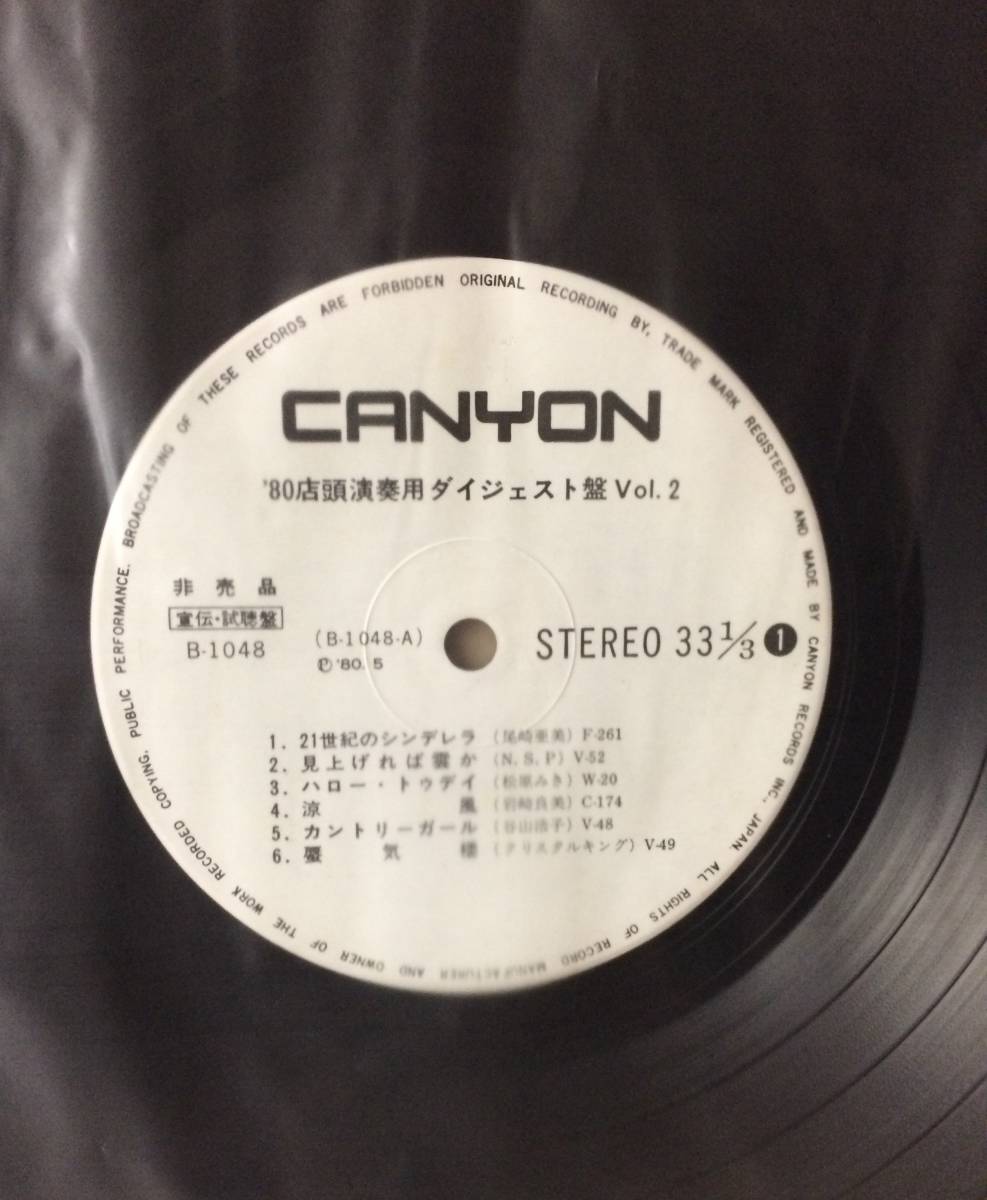 CANYON
'80店頭演奏用ダイジェスト盤 Vol. 2
非売品
宣伝・試聴盤
B-1048
(B-1048-A)
℗ '80. 5
STEREO 33 1/3 1
1. 21世紀のシンデレラ (尾崎亜美) F-261
2. 見上げれば雲か (N. S. P) V-52
3. ハロー・トゥデイ (松原みき) W-20
4. 涼 風 (岩崎良美) C-174
5. カントリーガール (谷山浩子) V-48
6. 蜃 気 楼 (クリスタルキング) V-49
ORIGINAL RECORDING BY, TRADE MARK REGISTERED AND MADE BY CANYON RECORDS INC., JAPAN. ALL RIGHTS OF RECORD MANUFACTURER AND OWNER OF THE WORK RECORDED COPYING, PUBLIC PERFORMANCE, BROADCASTING OF THESE RECORDS ARE FORBIDDEN